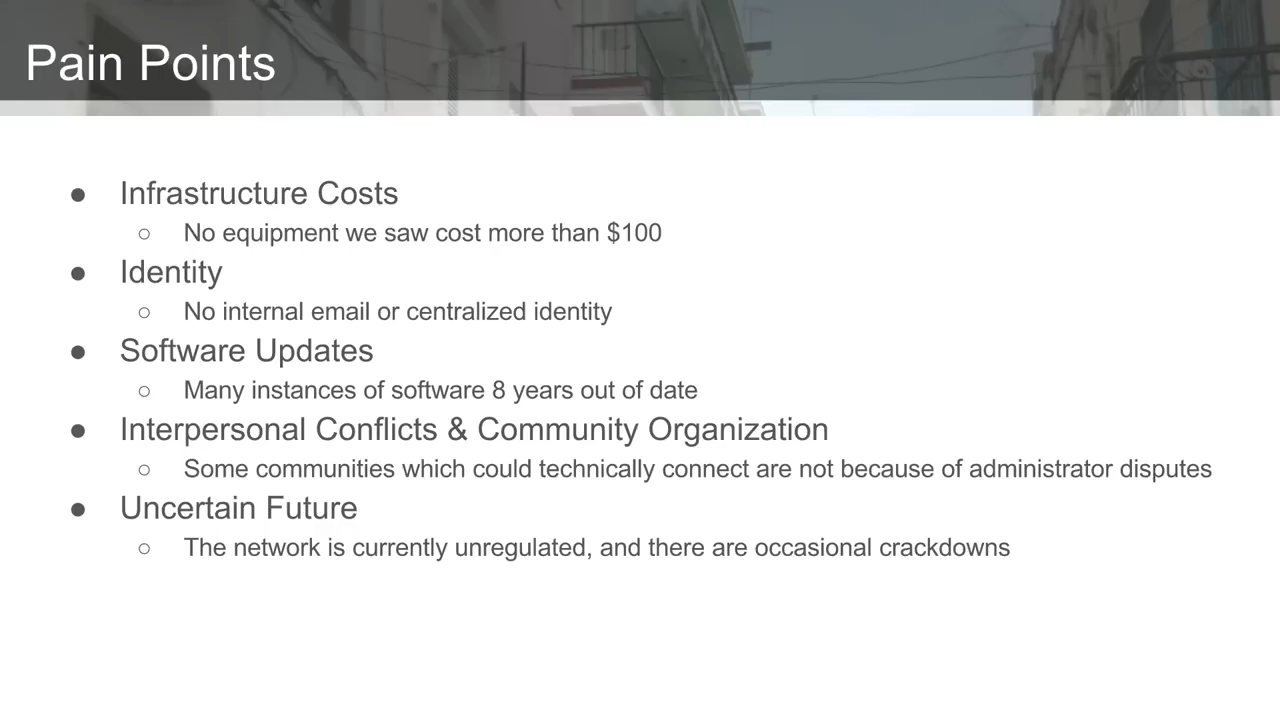 Pain Points
● Infrastructure Costs
○ No equipment we saw cost more than $100
● Identity
○ No internal email or centralized identity
● Software Updates
○ Many instances of software 8 years out of date
● Interpersonal Conflicts & Community Organization
○ Some communities which could technically connect are not because of administrator disputes
● Uncertain Future
○ The network is currently unregulated, and there are occasional crackdowns